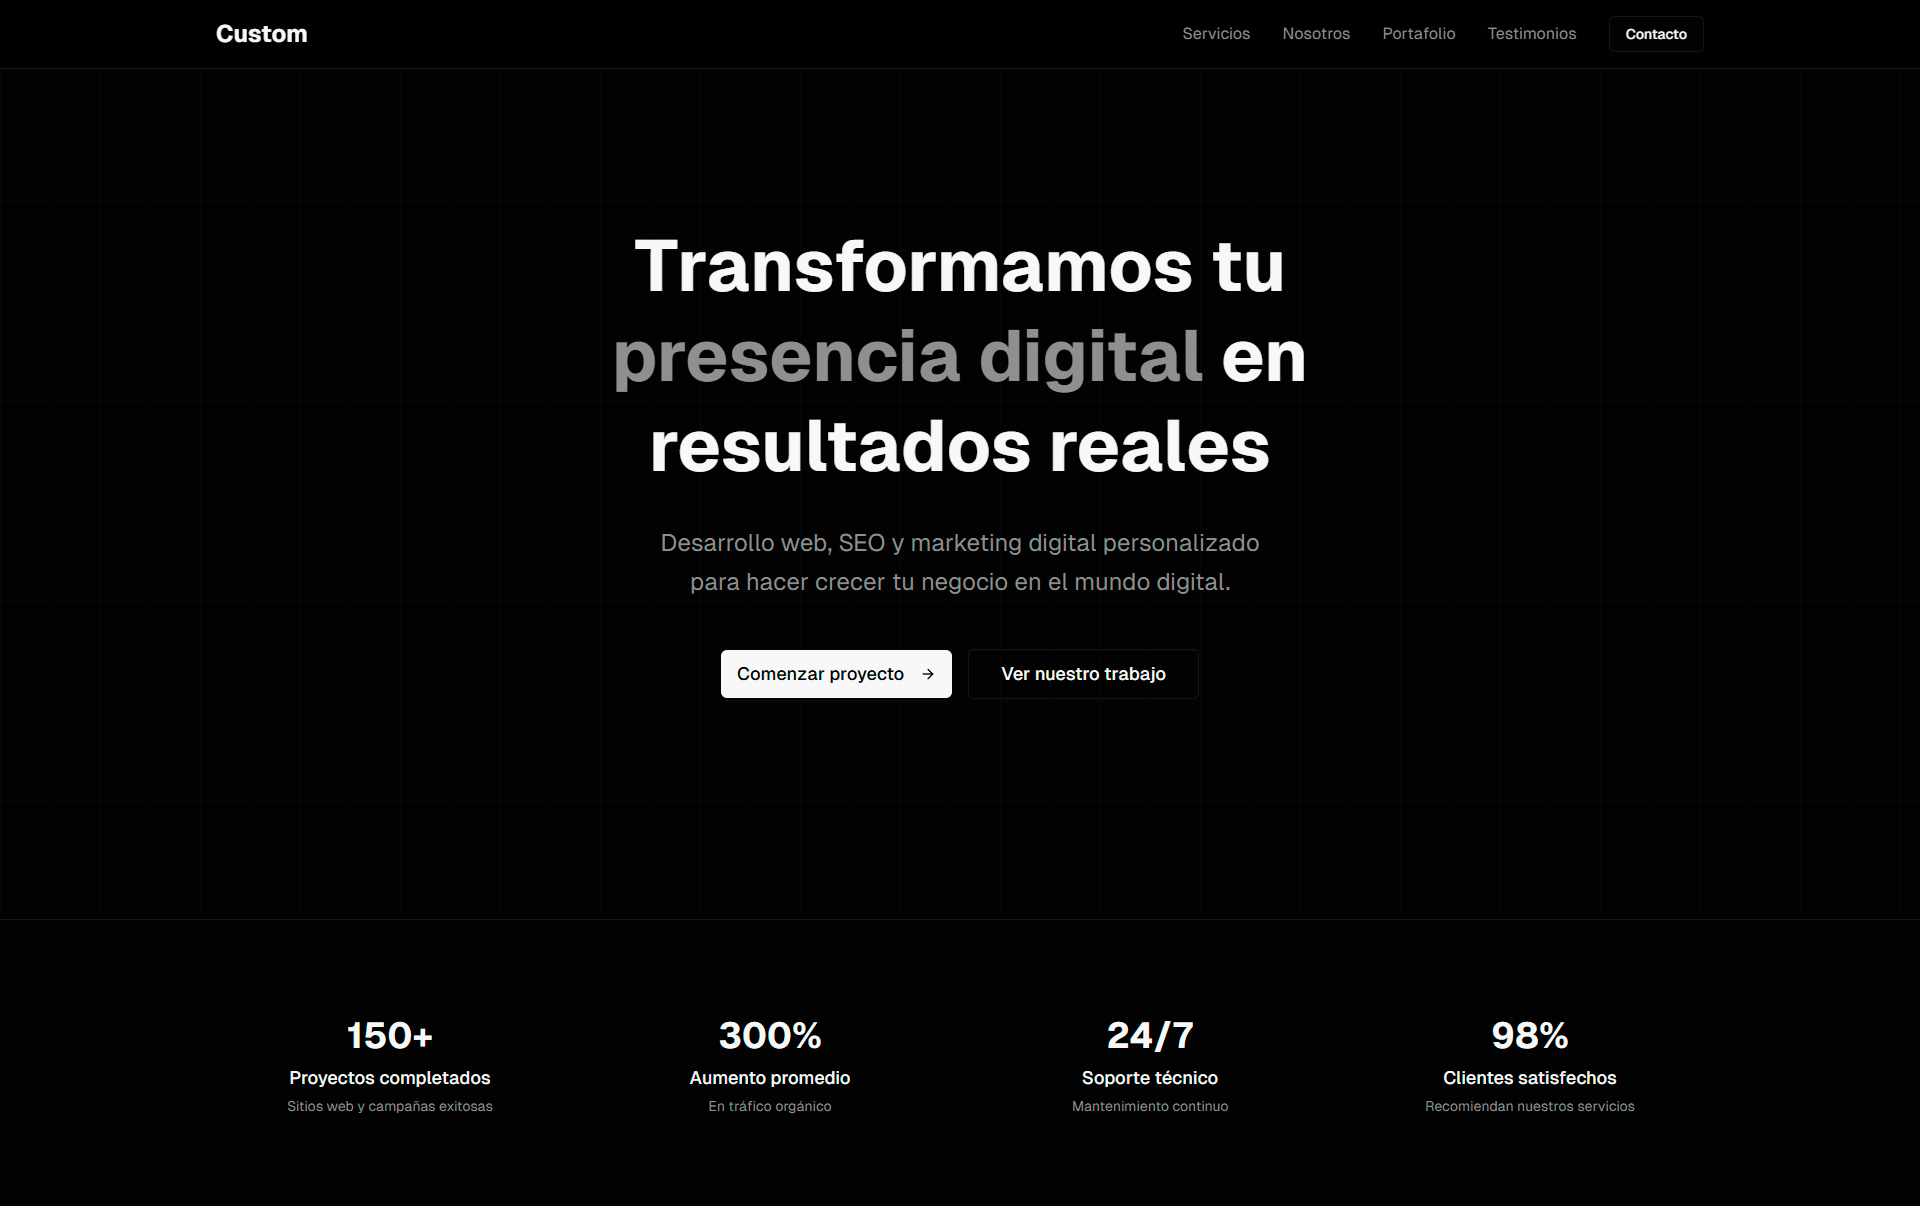 Custom
Servicios
Nosotros
Portafolio
Testimonios
Contacto
Transformamos tu
presencia digital en
resultados reales
Desarrollo web, SEO y marketing digital personalizado
para hacer crecer tu negocio en el mundo digital.
Comenzar proyecto →
Ver nuestro trabajo
150+
Proyectos completados
Sitios web y campañas exitosas
300%
Aumento promedio
En tráfico orgánico
24/7
Soporte técnico
Mantenimiento continuo
98%
Clientes satisfechos
Recomiendan nuestros servicios